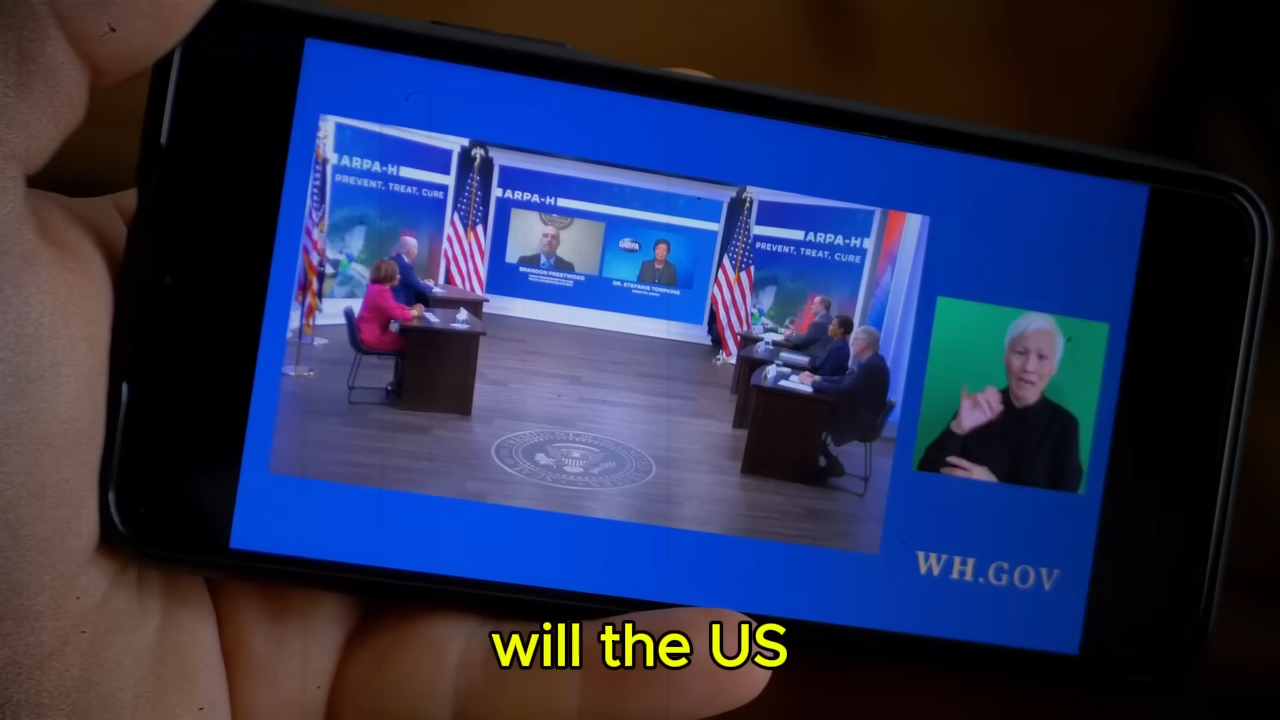 ARPA-H
PREVENT, TREAT, CURE
ARPA-H
BRANDON PRESTWOOD
DARPA
DR. STEFANIE TOMPKINS
ARPA-H
PREVENT, TREAT, CURE
WH.GOV
will the US